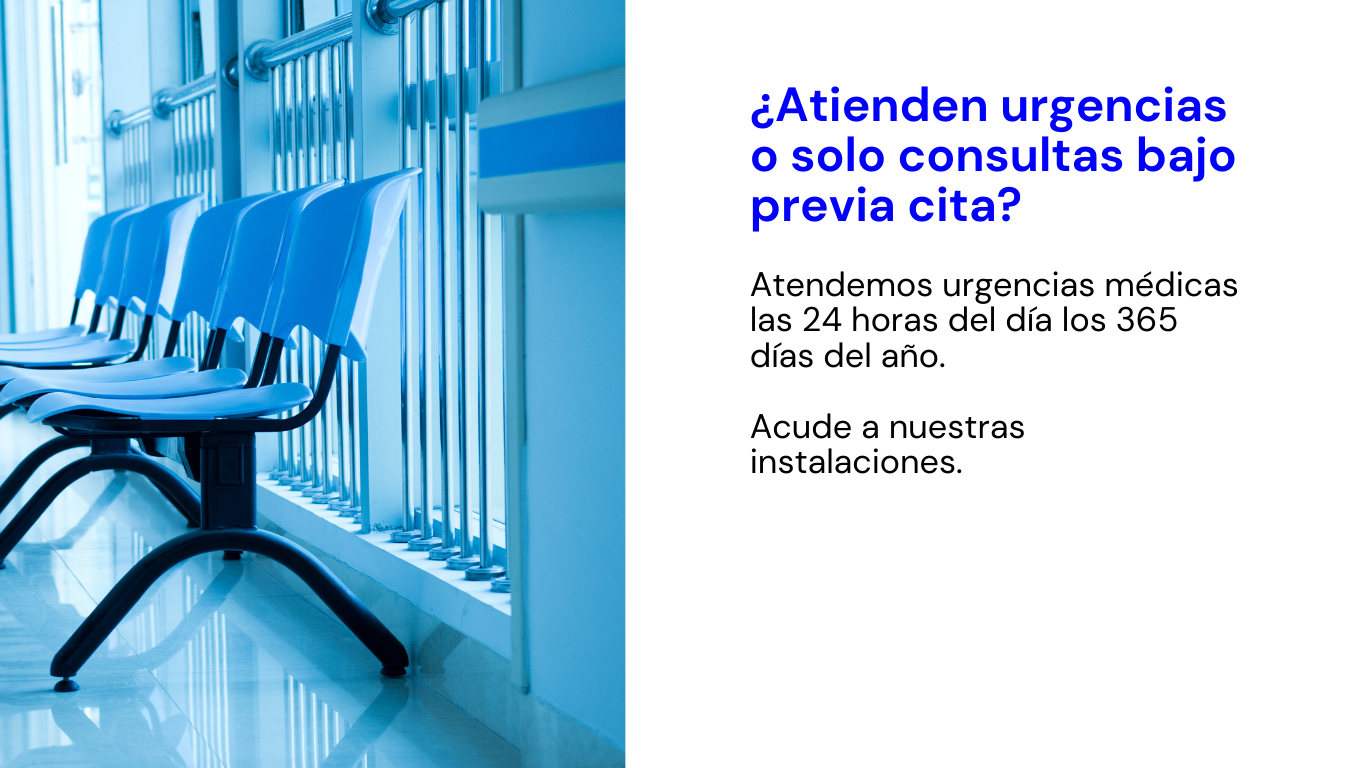 ¿Atienden urgencias
o solo consultas bajo
previa cita?
Atendemos urgencias médicas
las 24 horas del día los 365
días del año.
Acude a nuestras
instalaciones.